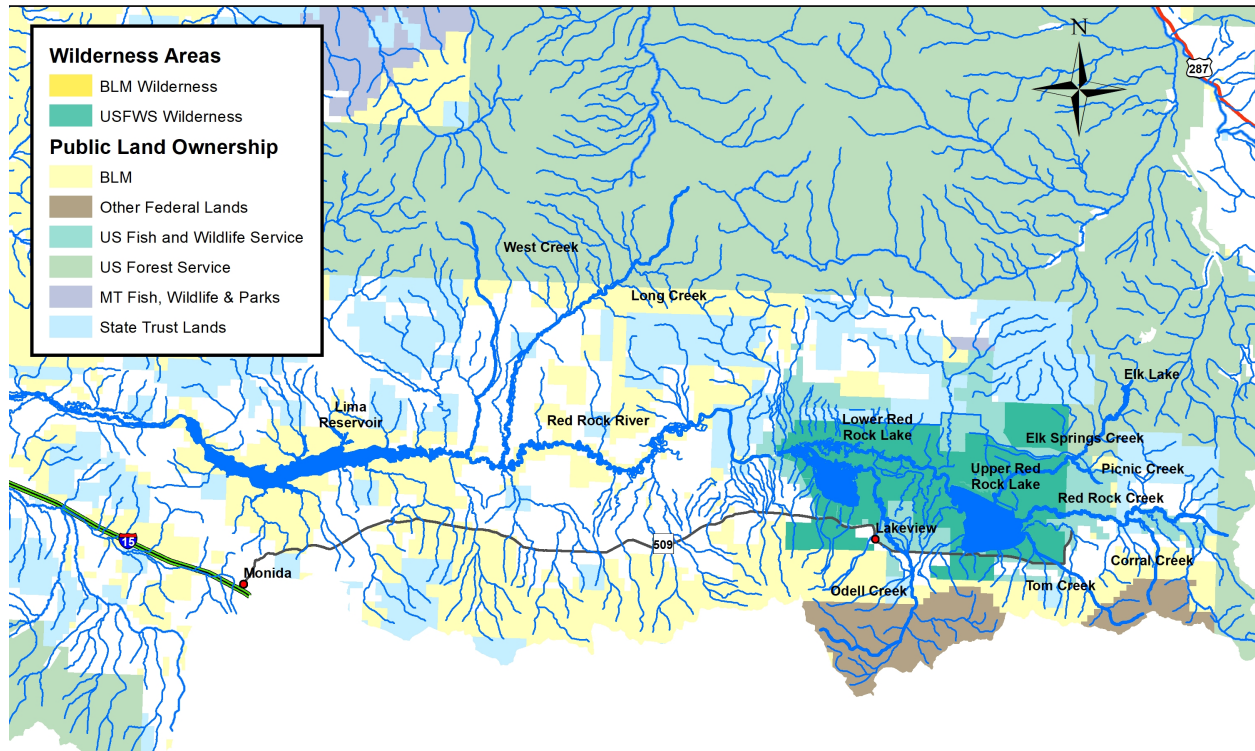 Wilderness Areas
BLM Wilderness
USFWS Wilderness
Public Land Ownership
BLM
Other Federal Lands
US Fish and Wildlife Service
US Forest Service
MT Fish, Wildlife & Parks
State Trust Lands
N
287
West Creek
Long Creek
Elk Lake
Lima
Reservoir
Red Rock River
Lower Red
Rock Lake
Elk Springs Creek
Upper Red
Rock Lake
Picnic Creek
Red Rock Creek
15
509
Lakeview
Monida
Corral Creek
Odell Creek
Tom Creek